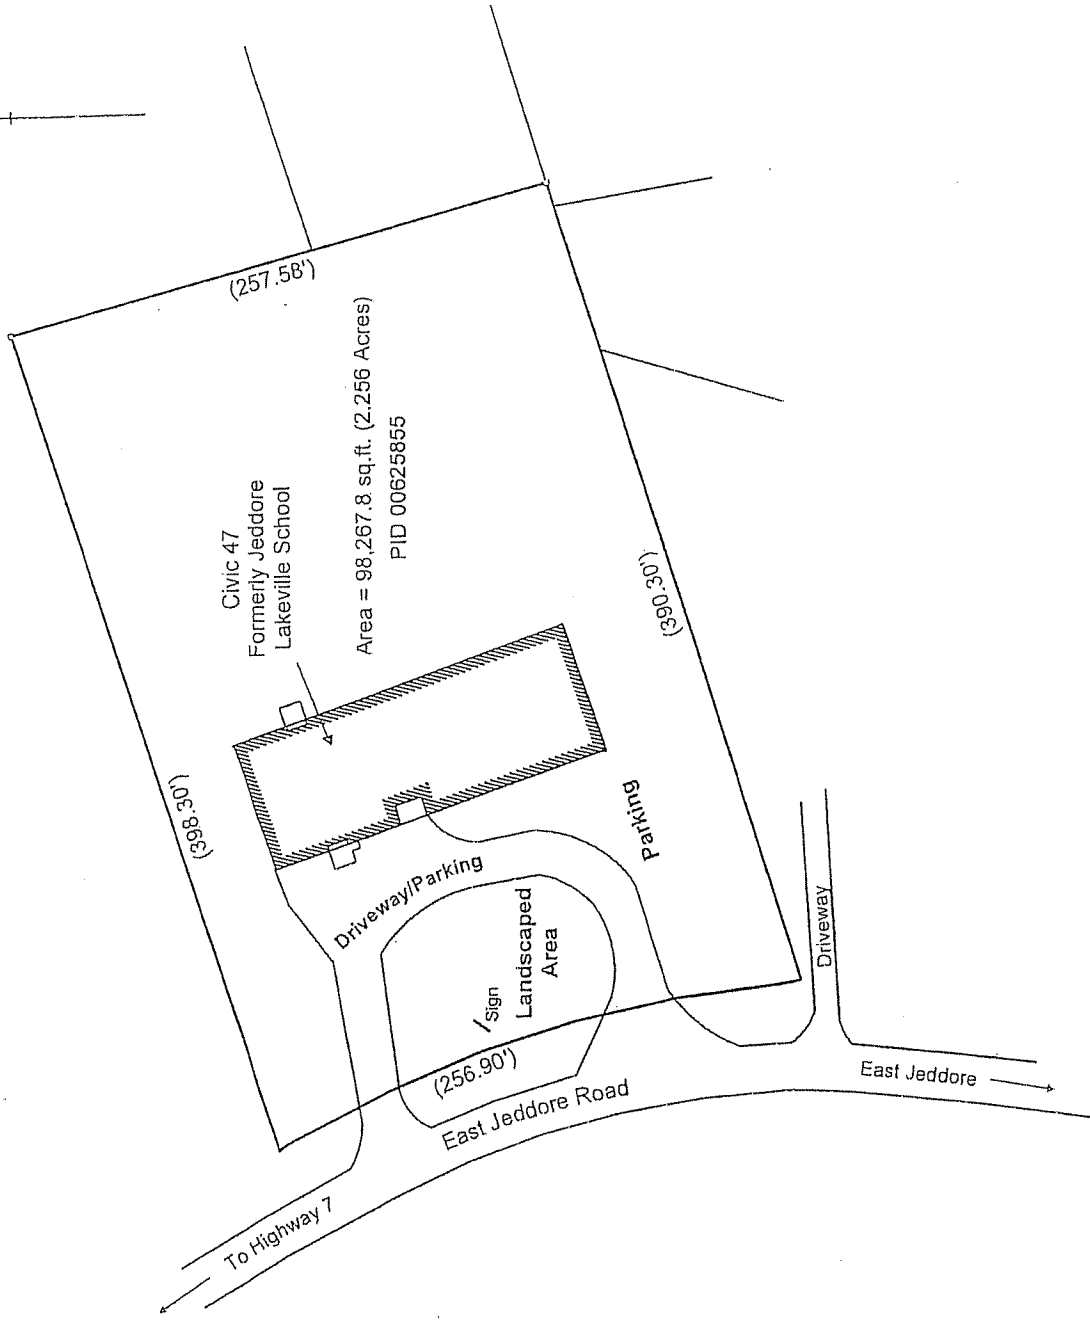 (257.58')
Civic 47
Formerly Jeddore
Lakeville School
Area = 98,267.8 sq.ft. (2.256 Acres)
PID 00625855
(398.30')
(390.30')
Driveway/Parking
Parking
Landscaped
Area
Sign
Driveway
(256.90')
East Jeddore Road
East Jeddore
To Highway 7